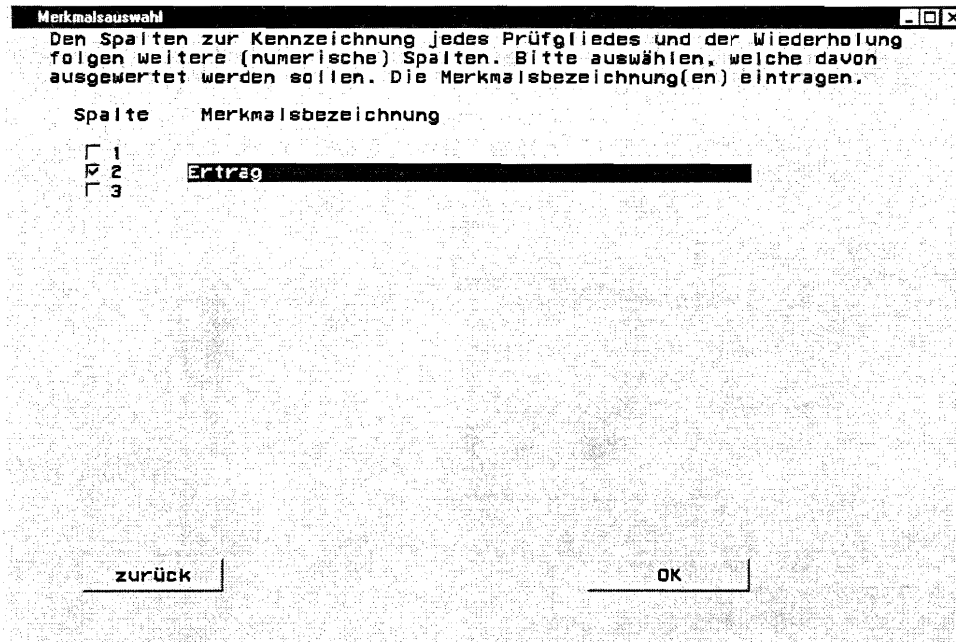 Merkmalsauswahl
Den Spalten zur Kennzeichnung jedes Prüfgliedes und der Wiederholung
folgen weitere (numerische) Spalten. Bitte auswählen, welche davon
ausgewertet werden sollen. Die Merkmalsbezeichnung(en) eintragen.
Spalte Merkmalsbezeichnung
1
2 Ertrag
3
zurück OK